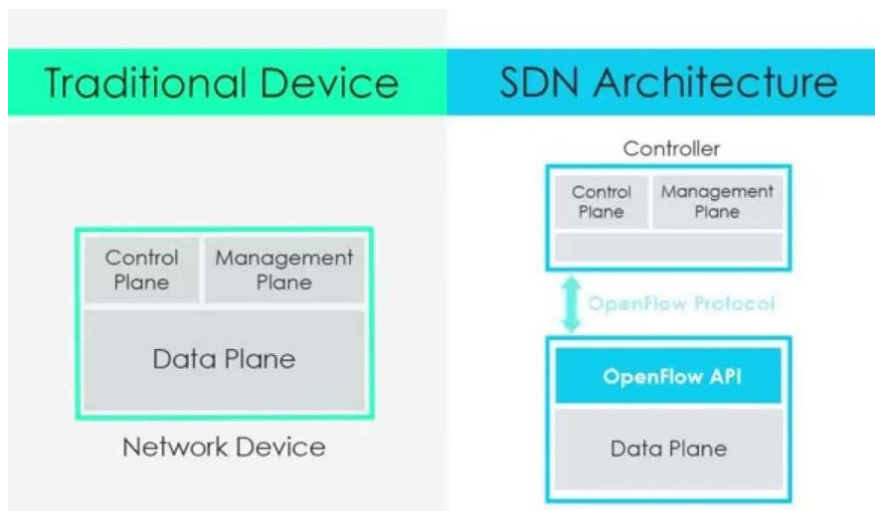 Traditional Device
SDN Architecture
Control
Plane
Management
Plane
Data Plane
Network Device
Controller
Control
Plane
Management
Plane
OpenFlow Protocol
OpenFlow API
Data Plane